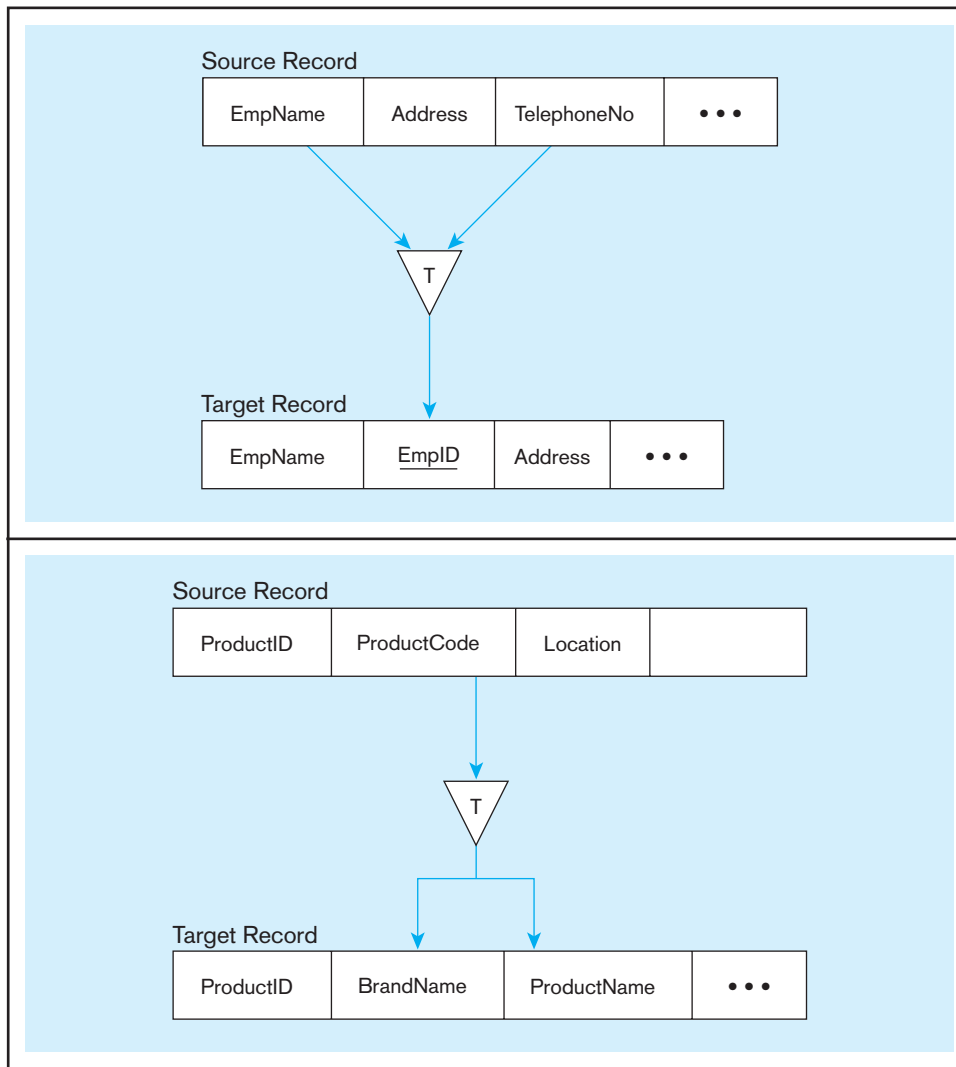 Source Record
EmpName Address TelephoneNo •••
T
Target Record
EmpName EmpID Address •••
Source Record
ProductID ProductCode Location
T
Target Record
ProductID BrandName ProductName •••